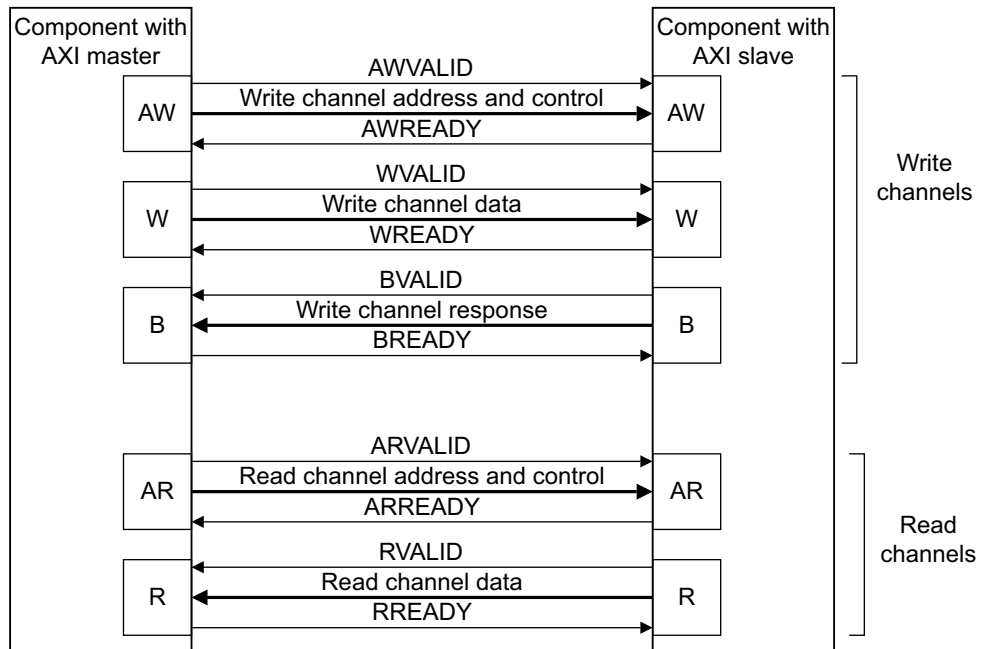 Component with
AXI master
Component with
AXI slave
AWVALID
AW
Write channel address and control
AW
AWREADY
WVALID
W
Write channel data
W
WREADY
Write
channels
BVALID
B
Write channel response
B
BREADY
ARVALID
AR
Read channel address and control
AR
ARREADY
Read
channels
RVALID
R
Read channel data
R
RREADY